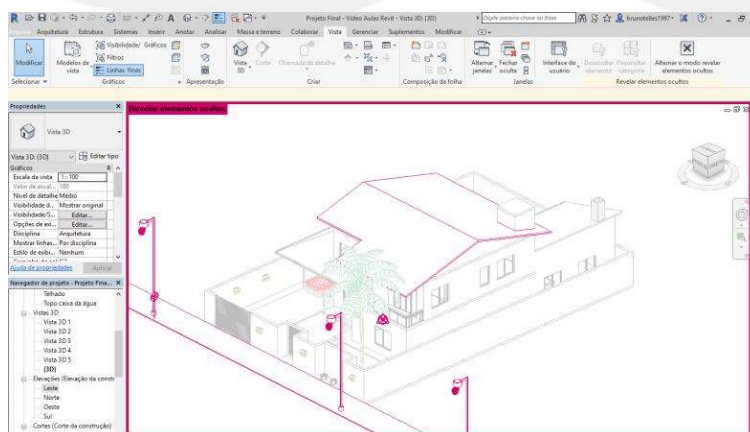 Projeto Final - Vídeo Aulas Revit - Vista 3D: {3D}
Digite palavra-chave ou frase
brunotelles1997
Arquitetura Estrutura Sistemas Inserir Anotar Analisar Massa e terreno Colaborar Vista Gerenciar Suplementos Modificar
Modificar
Modelos de vista
Visibilidade/ Gráficos
Filtros
Linhas finas
Vista 3D
Corte
Chamada de detalhe
Alternar janelas
Fechar oculta
Interface do usuário
Desocultar elemento
Desocultar categoria
Alternar o modo revelar elementos ocultos
Selecionar
Gráficos
Apresentação
Criar
Composição da folha
Janelas
Revelar elementos ocultos
Propriedades
Revelar elementos ocultos
Vista 3D
Vista 3D: {3D}
Editar tipo
Gráficos
Escala da vista 1 : 100
Valor de escal... 100
Nível de detalhe Médio
Visibilidade d... Mostrar original
Visibilidade/S... Editar...
Opções de exi... Editar...
Disciplina Arquitetura
Mostrar linhas... Por disciplina
Estilo de exibi... Nenhum
Ajuda de propriedades
Aplicar
Navegador de projeto - Projeto Fina...
Telhado
Topo caixa da água
Vistas 3D
Vista 3D 1
Vista 3D 2
Vista 3D 3
Vista 3D 4
Vista 3D 5
{3D}
Elevações (Elevação da constr
Leste
Norte
Oeste
Sul
Cortes (Corte da construção)